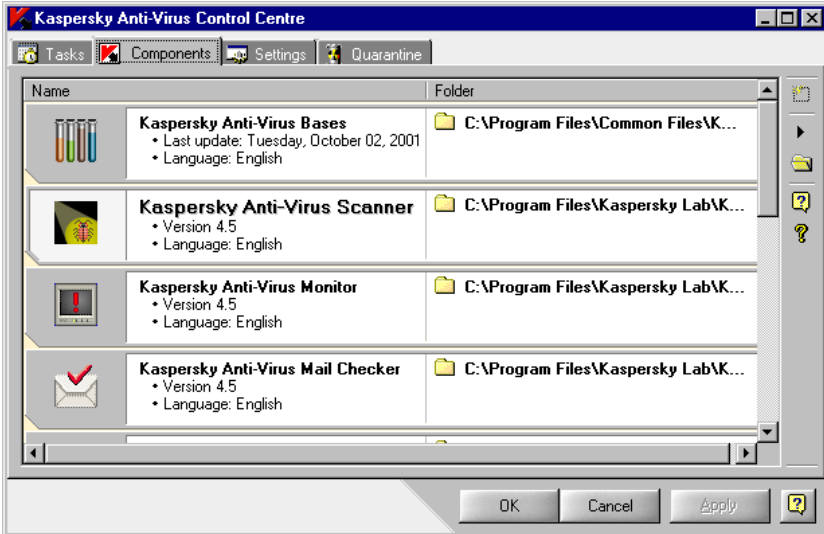 Kaspersky Anti-Virus Control Centre
Tasks Components Settings Quarantine
Name Folder
Kaspersky Anti-Virus Bases C:\Program Files\Common Files\K...
• Last update: Tuesday, October 02, 2001
• Language: English
Kaspersky Anti-Virus Scanner C:\Program Files\Kaspersky Lab\K...
• Version 4.5
• Language: English
Kaspersky Anti-Virus Monitor C:\Program Files\Kaspersky Lab\K...
• Version 4.5
• Language: English
Kaspersky Anti-Virus Mail Checker C:\Program Files\Kaspersky Lab\K...
• Version 4.5
• Language: English
OK Cancel Apply